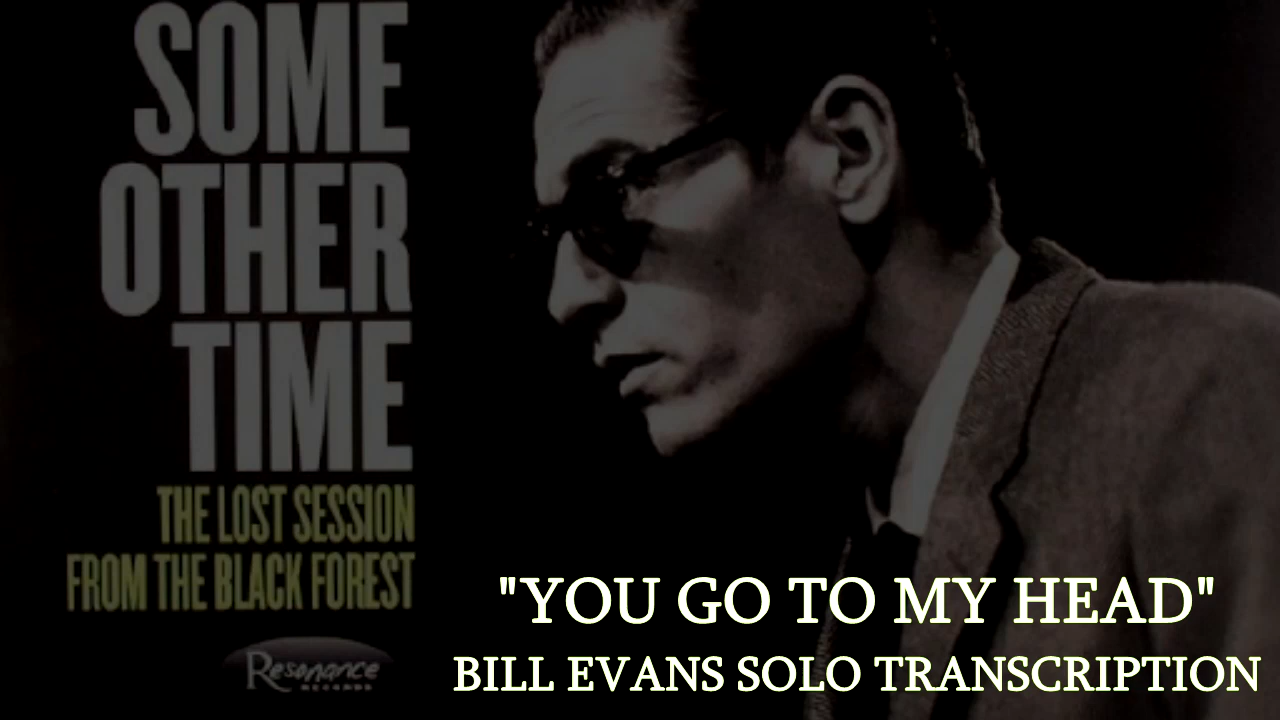 SOME
OTHER
TIME
THE LOST SESSION
FROM THE BLACK FOREST
Resonance
RECORDS
"YOU GO TO MY HEAD"
BILL EVANS SOLO TRANSCRIPTION